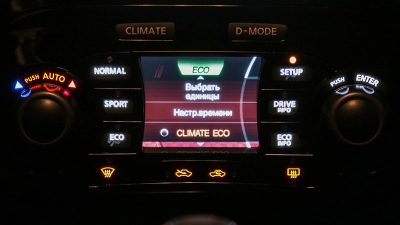 CLIMATE
D-MODE
PUSH AUTO
NORMAL
ECO
SETUP
PUSH ENTER
Выбрать
единицы
SPORT
Настр.времени
DRIVE
INFO
ECO
CLIMATE ECO
ECO
INFO